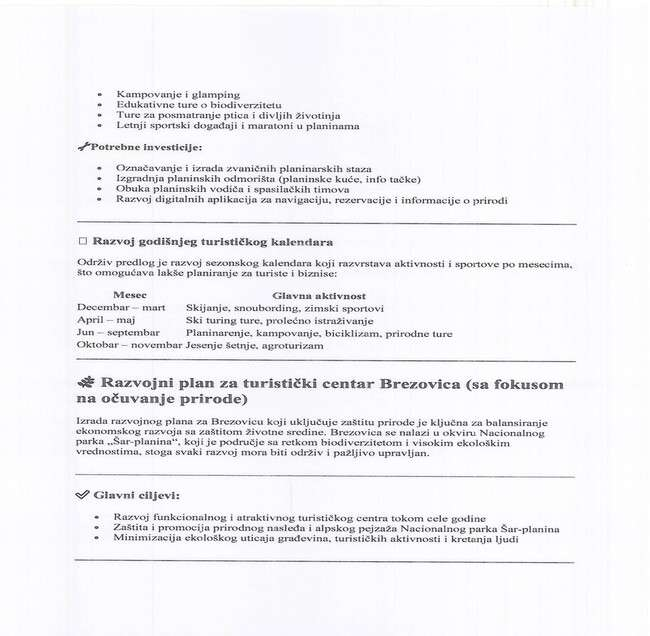 • Kampovanje i glamping
• Edukativne ture o biodiverzitetu
• Ture za posmatranje ptica i divljih životinja
• Letnji sportski događaji i maratoni u planinama
Potrebne investicije:
• Označavanje i izrada zvaničnih planinarskih staza
• Izgradnja planinskih odmorišta (planinske kuće, info tačke)
• Obuka planinskih vodiča i spasilačkih timova
• Razvoj digitalnih aplikacija za navigaciju, rezervacije i informacije o prirodi
□ Razvoj godišnjeg turističkog kalendara
Održiv predlog je razvoj sezonskog kalendara koji razvrstava aktivnosti i sportove po mesecima,
što omogućava lakše planiranje za turiste i biznise:
Mesec Glavna aktivnost
Decembar – mart Skijanje, snoubording, zimski sportovi
April – maj Ski turing ture, prolećno istraživanje
Jun – septembar Planinarenje, kampovanje, biciklizam, prirodne ture
Oktobar – novembar Jesenje šetnje, agroturizam
Razvojni plan za turistički centar Brezovica (sa fokusom
na očuvanje prirode)
Izrada razvojnog plana za Brezovicu koji uključuje zaštitu prirode je ključna za balansiranje
ekonomskog razvoja sa zaštitom životne sredine. Brezovica se nalazi u okviru Nacionalnog
parka „Šar-planina“, koji je područje sa retkom biodiverzitetom i visokim ekološkim
vrednostima, stoga svaki razvoj mora biti održiv i pažljivo upravljan.
Glavni ciljevi:
• Razvoj funkcionalnog i atraktivnog turističkog centra tokom cele godine
• Zaštita i promocija prirodnog nasleđa i alpskog pejzaža Nacionalnog parka Šar-planina
• Minimizacija ekološkog uticaja građevina, turističkih aktivnosti i kretanja ljudi